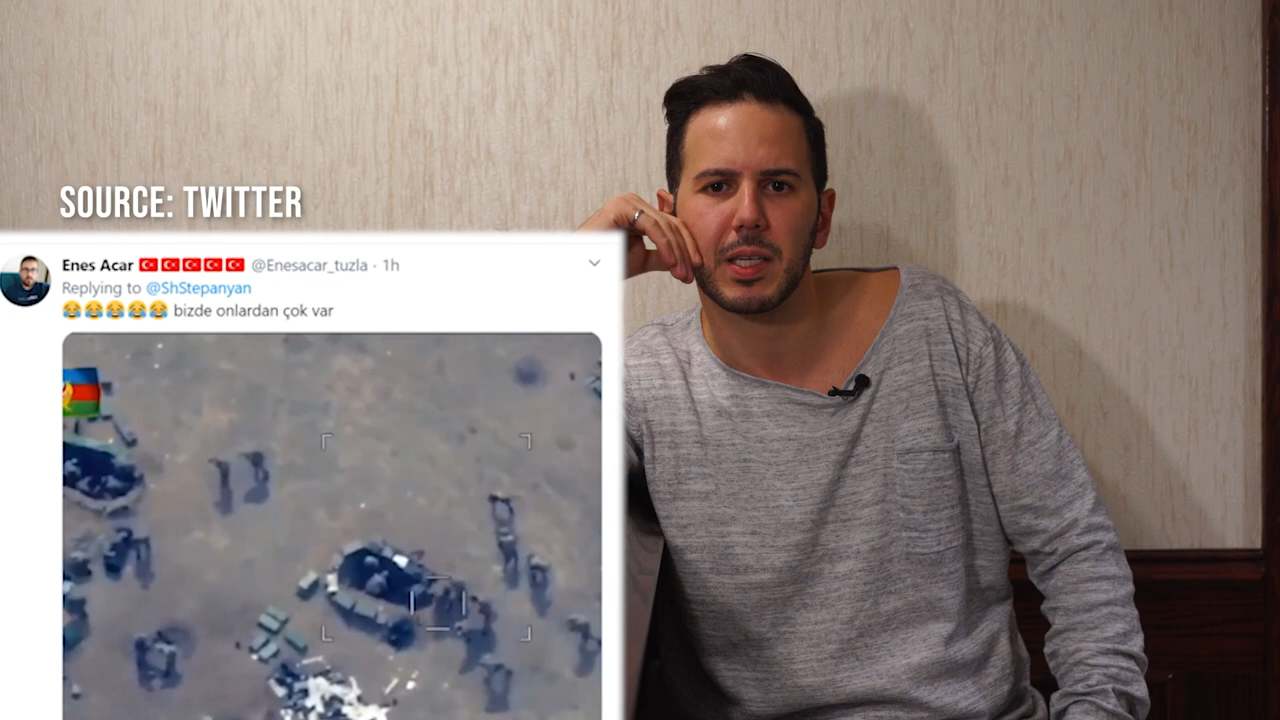 SOURCE: TWITTER
Enes Acar 🇹🇷🇹🇷🇹🇷🇹🇷🇹🇷 @Enesacar_tuzla · 1h
Replying to @ShStepanyan
😂😂😂😂😂 bizde onlardan çok var